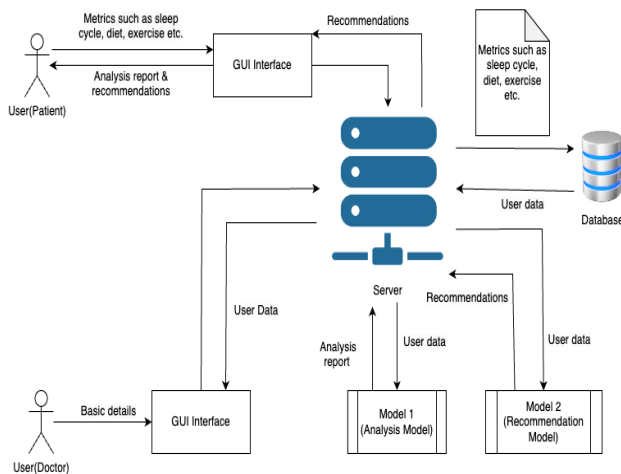 Metrics such as sleep
cycle, diet, exercise etc.
Analysis report &
recommendations
User(Patient)
GUI Interface
Recommendations
Metrics such as
sleep cycle,
diet, exercise
etc.
User data
Database
Server
User Data
Analysis
report
User data
Recommendations
User data
Basic details
User(Doctor)
GUI Interface
Model 1
(Analysis Model)
Model 2
(Recommendation
Model)